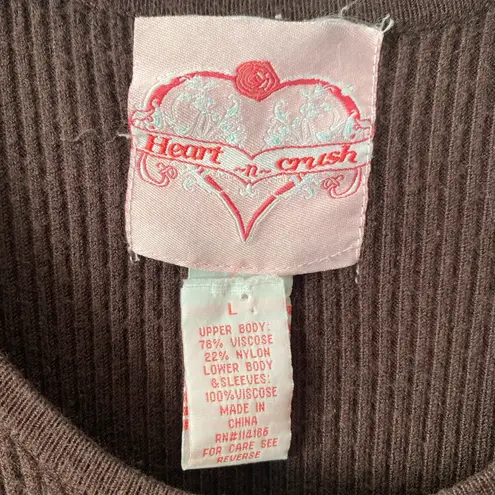 Heart -n- crush
L
UPPER BODY:
78% VISCOSE
22% NYLON
LOWER BODY
& SLEEVES:
100% VISCOSE
MADE IN
CHINA
RN#114166
FOR CARE SEE
REVERSE